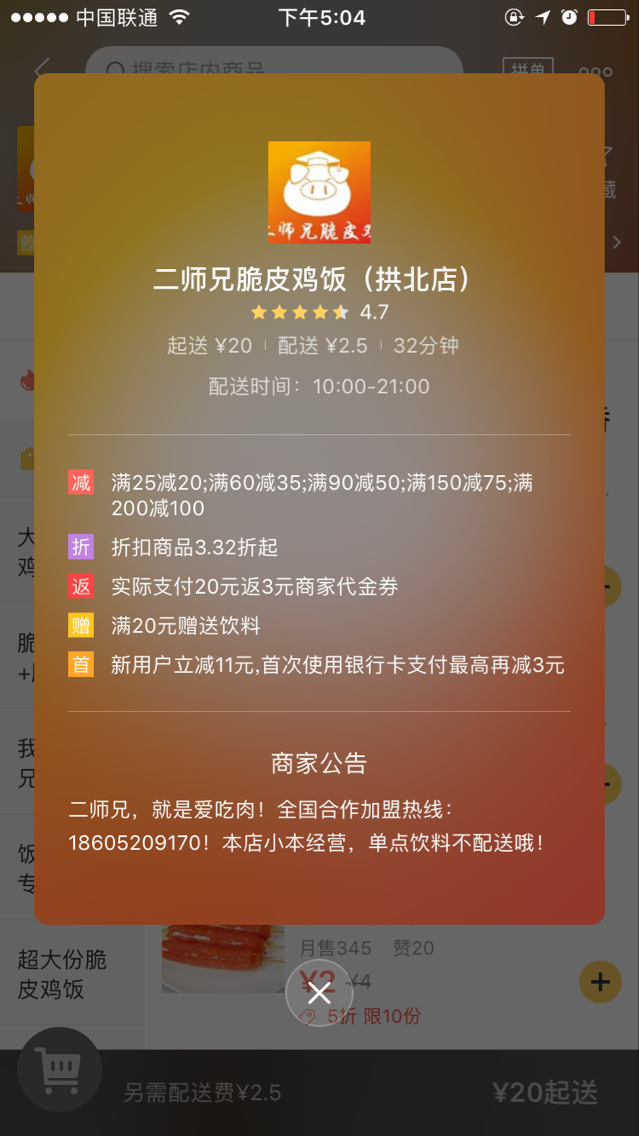 中国联通
下午5:04
搜索店内商品
拼单
二师兄脆皮鸡饭（拱北店）
4.7
起送 ¥20
配送 ¥2.5
32分钟
配送时间：10:00-21:00
减 满25减20;满60减35;满90减50;满150减75;满
200减100
折 折扣商品3.32折起
返 实际支付20元返3元商家代金券
赠 满20元赠送饮料
首 新用户立减11元,首次使用银行卡支付最高再减3元
商家公告
二师兄，就是爱吃肉！全国合作加盟热线：
18605209170！本店小本经营，单点饮料不配送哦！
大
鸡
脆
我
兄
饭
专
超大份脆
皮鸡饭
月售345 赞20
¥2 ¥4
5折 限10份
另需配送费¥2.5
¥20起送